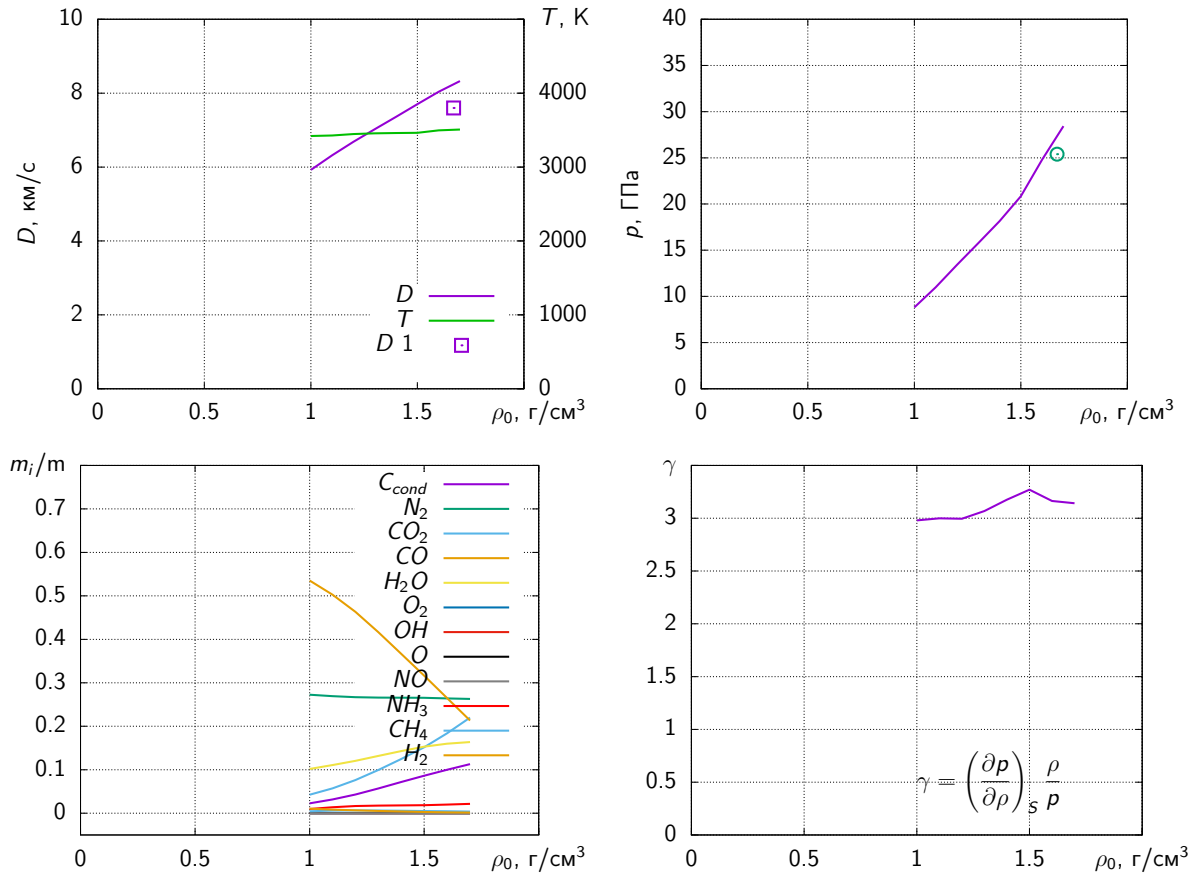 10
8
6
4
2
0
D, км/с
T, K
4000
3000
2000
1000
0
D
T
D 1
0
0.5
1
1.5
ρ₀, г/см³
40
35
30
25
20
15
10
5
0
p, ГПа
0
0.5
1
1.5
ρ₀, г/см³
mᵢ/m
0.7
0.6
0.5
0.4
0.3
0.2
0.1
0
C_cond
N₂
CO₂
CO
H₂O
O₂
OH
O
NO
NH₃
CH₄
H₂
0
0.5
1
1.5
ρ₀, г/см³
γ
3
2.5
2
1.5
1
0.5
0
γ = (∂p/∂ρ)_S ρ/p
0
0.5
1
1.5
ρ₀, г/см³